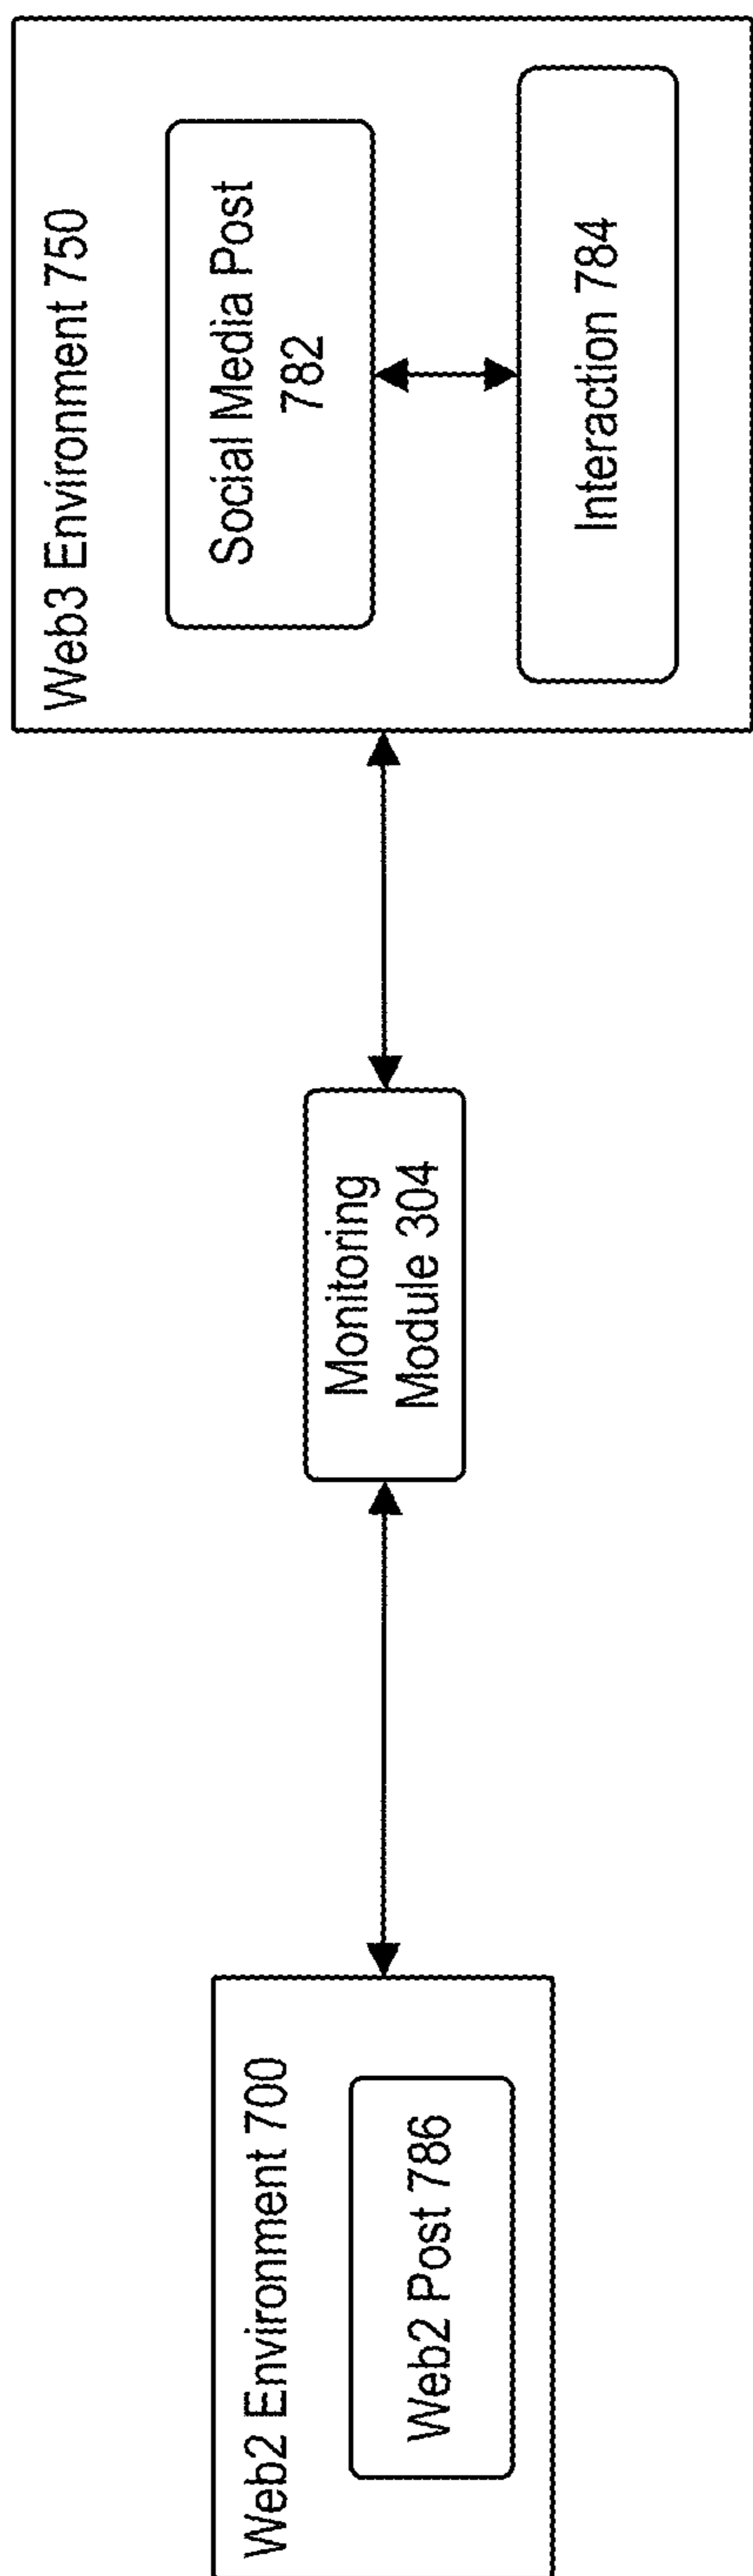 Web2 Environment 700
Web2 Post 786
Monitoring
Module 304
Web3 Environment 750
Social Media Post
782
Interaction 784